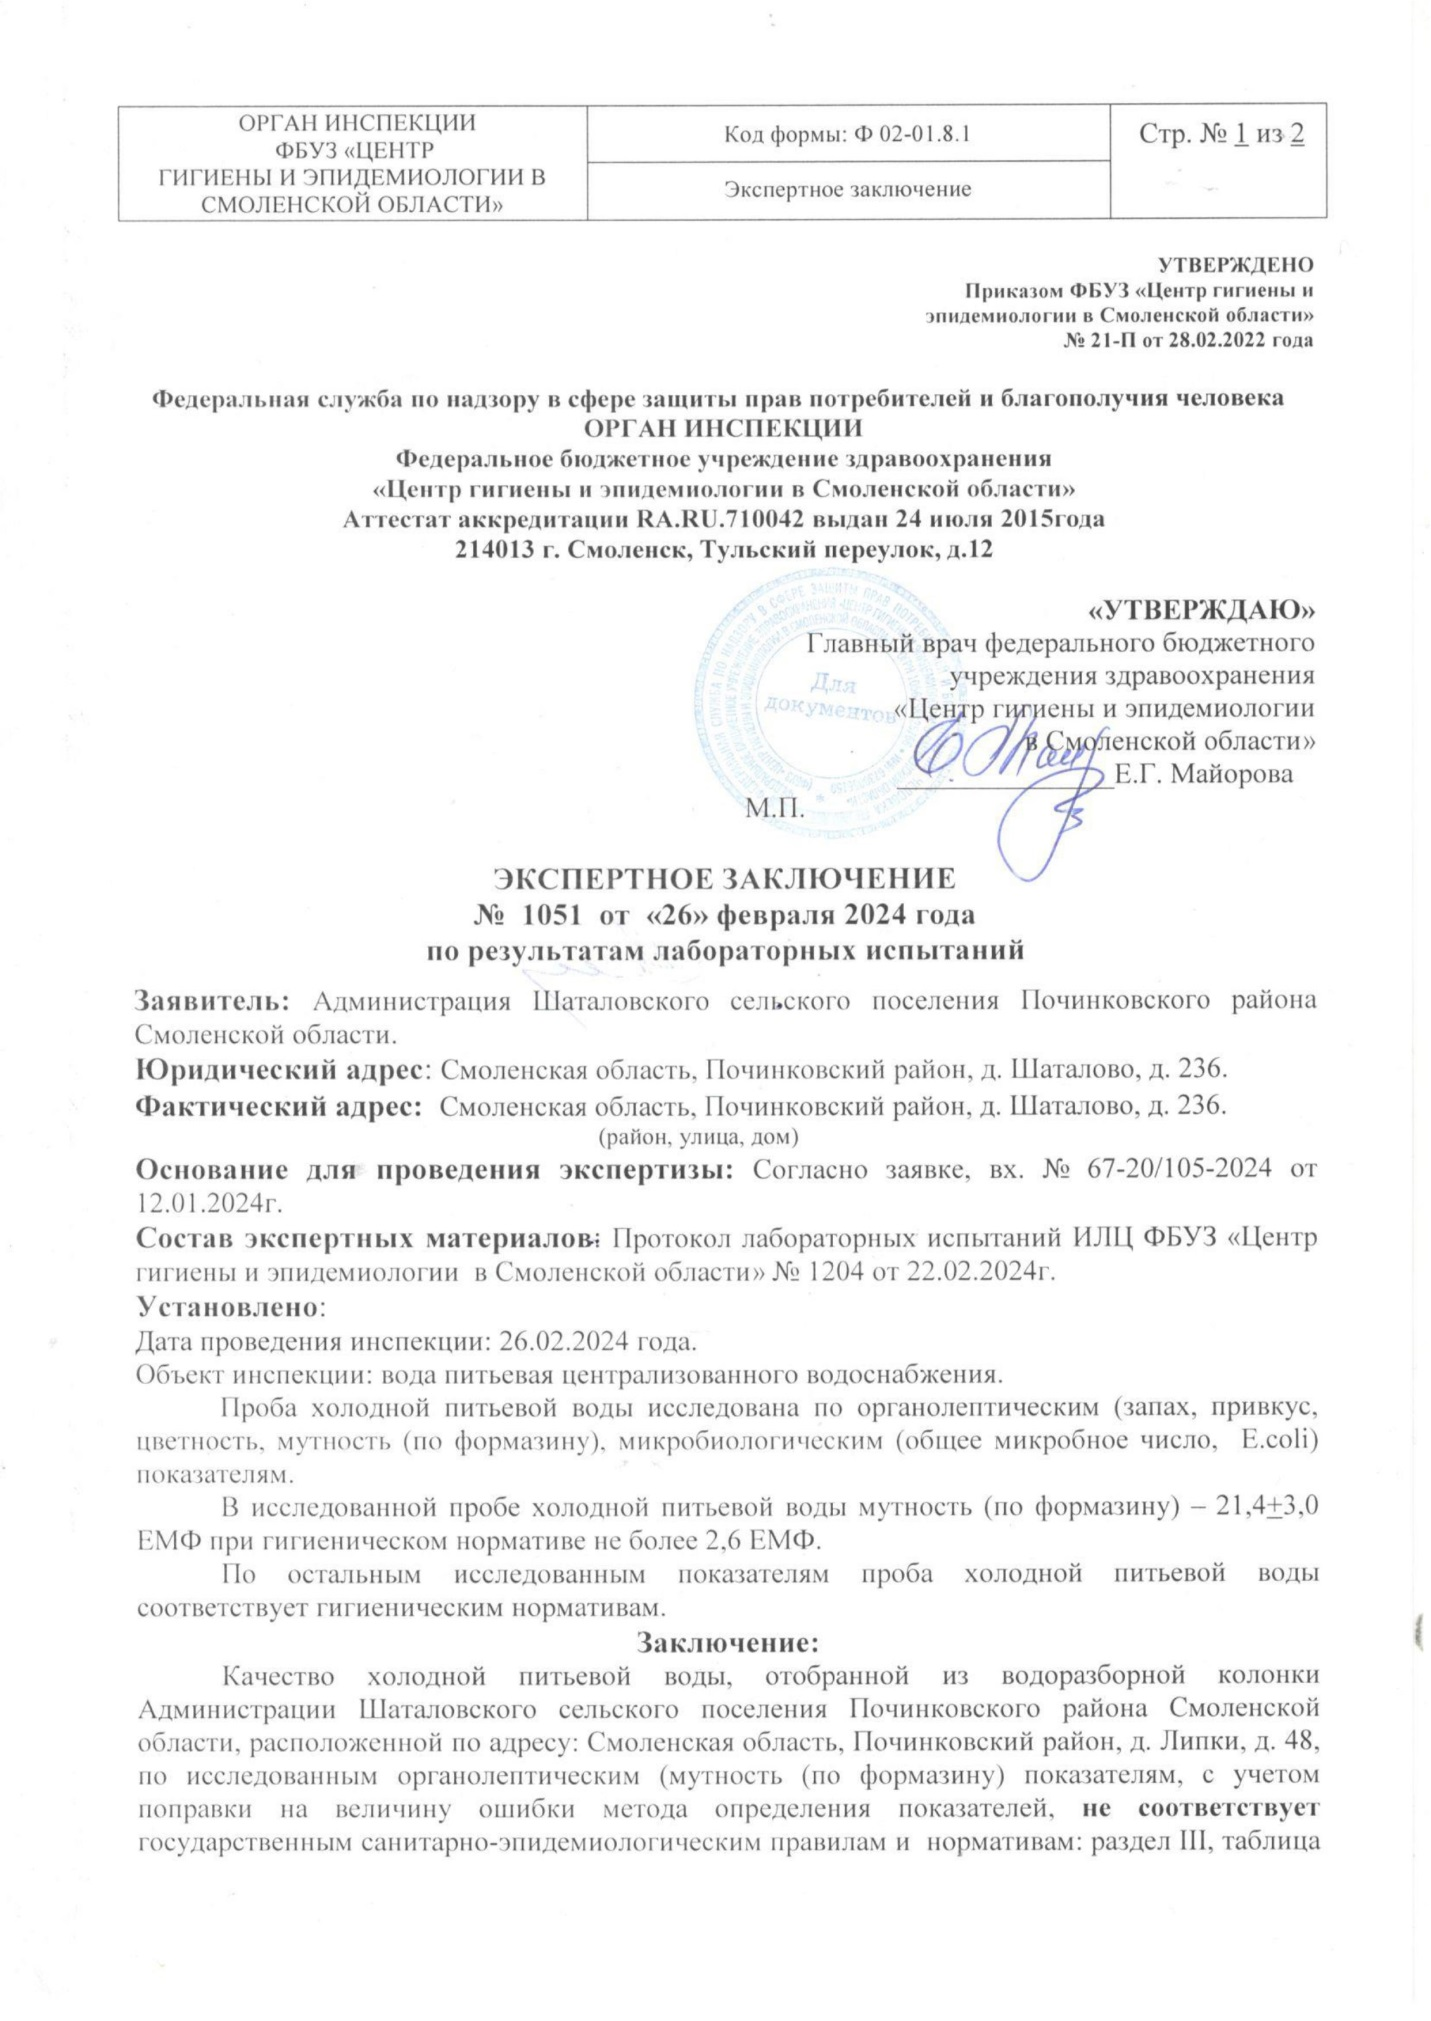 ОРГАН ИНСПЕКЦИИ
ФБУЗ «ЦЕНТР
ГИГИЕНЫ И ЭПИДЕМИОЛОГИИ В
СМОЛЕНСКОЙ ОБЛАСТИ»
Код формы: Ф 02-01.8.1
Экспертное заключение
Стр. № 1 из 2
УТВЕРЖДЕНО
Приказом ФБУЗ «Центр гигиены и
эпидемиологии в Смоленской области»
№ 21-П от 28.02.2022 года
Федеральная служба по надзору в сфере защиты прав потребителей и благополучия человека
ОРГАН ИНСПЕКЦИИ
Федеральное бюджетное учреждение здравоохранения
«Центр гигиены и эпидемиологии в Смоленской области»
Аттестат аккредитации RA.RU.710042 выдан 24 июля 2015года
214013 г. Смоленск, Тульский переулок, д.12
«УТВЕРЖДАЮ»
Главный врач федерального бюджетного
учреждения здравоохранения
«Центр гигиены и эпидемиологии
в Смоленской области»
Е.Г. Майорова
М.П.
Для
документов
ЭКСПЕРТНОЕ ЗАКЛЮЧЕНИЕ
№ 1051 от «26» февраля 2024 года
по результатам лабораторных испытаний
Заявитель: Администрация Шаталовского сельского поселения Починковского района
Смоленской области.
Юридический адрес: Смоленская область, Починковский район, д. Шаталово, д. 236.
Фактический адрес: Смоленская область, Починковский район, д. Шаталово, д. 236.
(район, улица, дом)
Основание для проведения экспертизы: Согласно заявке, вх. № 67-20/105-2024 от
12.01.2024г.
Состав экспертных материалов: Протокол лабораторных испытаний ИЛЦ ФБУЗ «Центр
гигиены и эпидемиологии в Смоленской области» № 1204 от 22.02.2024г.
Установлено:
Дата проведения инспекции: 26.02.2024 года.
Объект инспекции: вода питьевая централизованного водоснабжения.
Проба холодной питьевой воды исследована по органолептическим (запах, привкус,
цветность, мутность (по формазину), микробиологическим (общее микробное число, E.coli)
показателям.
В исследованной пробе холодной питьевой воды мутность (по формазину) – 21,4±3,0
ЕМФ при гигиеническом нормативе не более 2,6 ЕМФ.
По остальным исследованным показателям проба холодной питьевой воды
соответствует гигиеническим нормативам.
Заключение:
Качество холодной питьевой воды, отобранной из водоразборной колонки
Администрации Шаталовского сельского поселения Починковского района Смоленской
области, расположенной по адресу: Смоленская область, Починковский район, д. Липки, д. 48,
по исследованным органолептическим (мутность (по формазину) показателям, с учетом
поправки на величину ошибки метода определения показателей, не соответствует
государственным санитарно-эпидемиологическим правилам и нормативам: раздел III, таблица